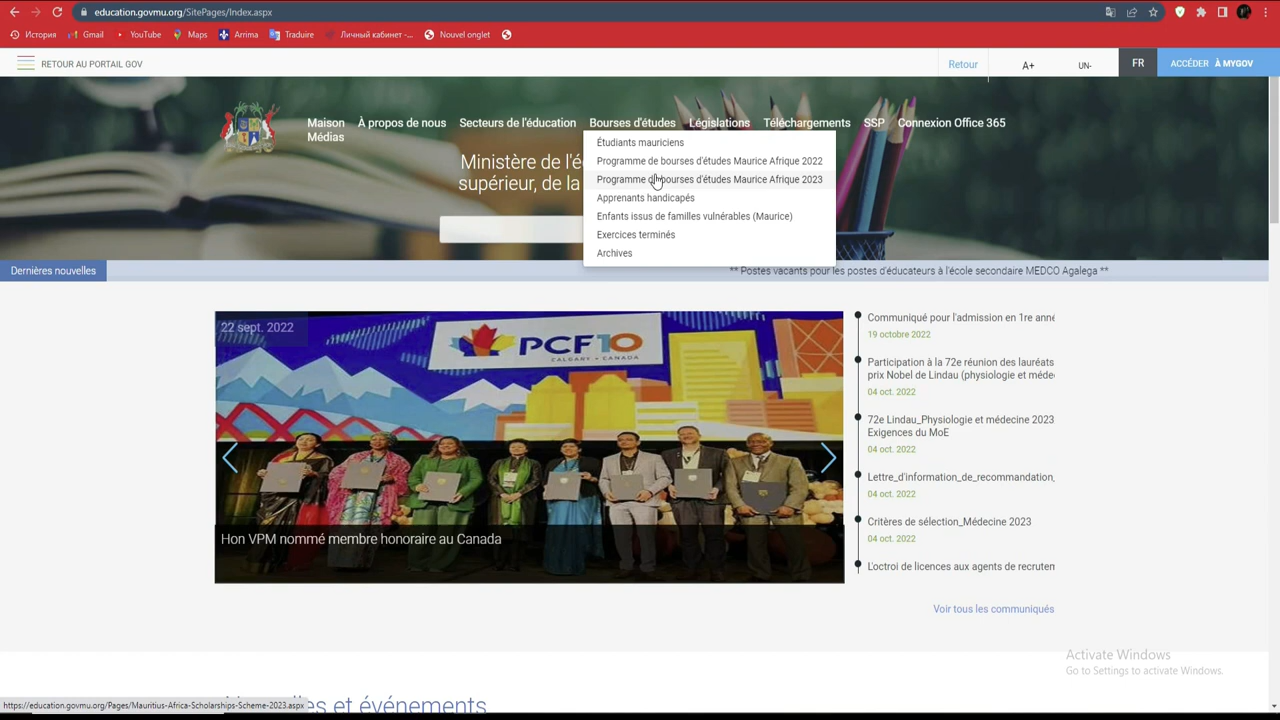 education.govmu.org/SitePages/Index.aspx
История
Gmail
YouTube
Maps
Arrima
Traduire
Личный кабинет -...
Nouvel onglet
RETOUR AU PORTAIL GOV
Retour
A+
UN-
FR
ACCÉDER À MYGOV
Maison
À propos de nous
Secteurs de l'éducation
Bourses d'études
Législations
Téléchargements
SSP
Connexion Office 365
Médias
Ministère de l'é
supérieur, de la
Étudiants mauriciens
Programme de bourses d'études Maurice Afrique 2022
Programme de bourses d'études Maurice Afrique 2023
Apprenants handicapés
Enfants issus de familles vulnérables (Maurice)
Exercices terminés
Archives
Dernières nouvelles
** Postes vacants pour les postes d'éducateurs à l'école secondaire MEDCO Agalega **
22 sept. 2022
PCF10
CALGARY • CANADA
Hon VPM nommé membre honoraire au Canada
Communiqué pour l'admission en 1re anné
19 octobre 2022
Participation à la 72e réunion des lauréats
prix Nobel de Lindau (physiologie et méde
04 oct. 2022
72e Lindau_Physiologie et médecine 2023
Exigences du MoE
04 oct. 2022
Lettre_d'information_de_recommandation_
04 oct. 2022
Critères de sélection_Médecine 2023
04 oct. 2022
L'octroi de licences aux agents de recrutem
Voir tous les communiqués
Activate Windows
Go to Settings to activate Windows.
https://education.govmu.org/Pages/Mauritius-Africa-Scholarships-Scheme-2023.aspx
les et événements